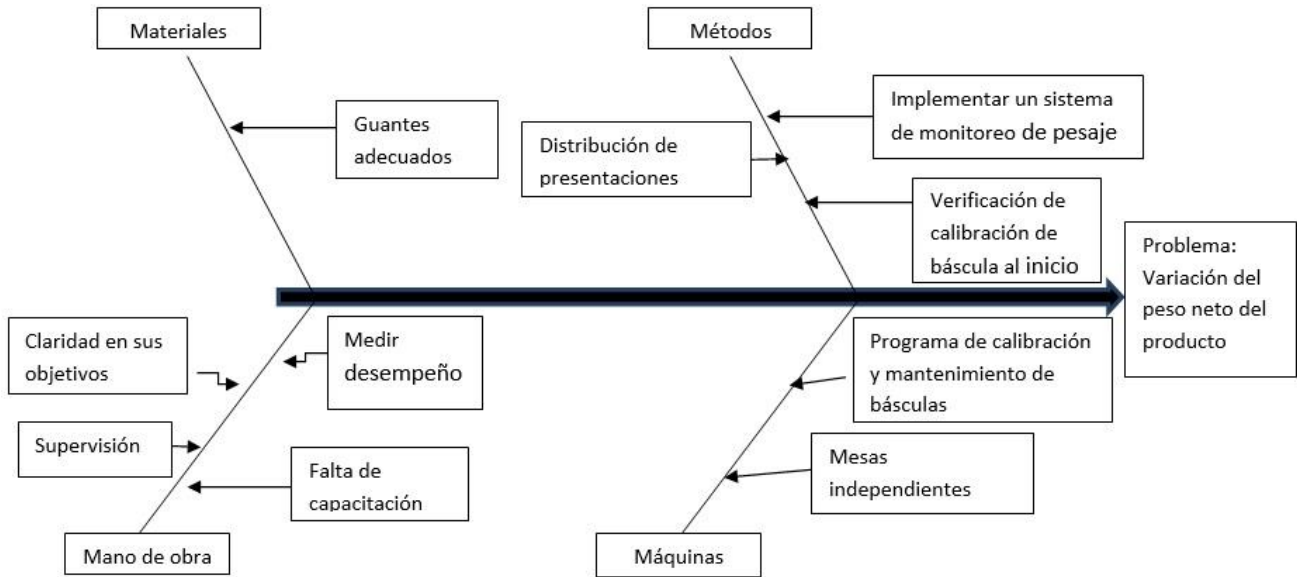 Materiales
Métodos
Guantes
adecuados
Implementar un sistema
de monitoreo de pesaje
Distribución de
presentaciones
Verificación de
calibración de
báscula al inicio
Problema:
Variación del
peso neto del
producto
Claridad en sus
objetivos
Medir
desempeño
Programa de calibración
y mantenimiento de
básculas
Supervisión
Falta de
capacitación
Mesas
independientes
Mano de obra
Máquinas